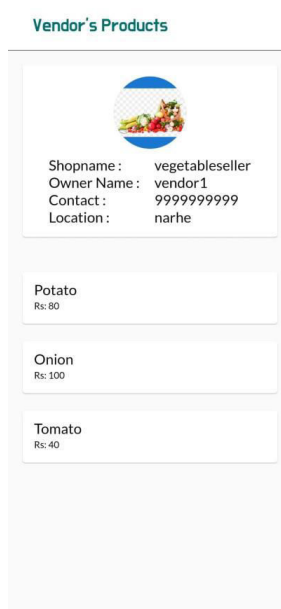 Vendor's Products
Shopname : vegetableseller
Owner Name : vendor1
Contact : 9999999999
Location : narhe
Potato
Rs: 80
Onion
Rs: 100
Tomato
Rs: 40